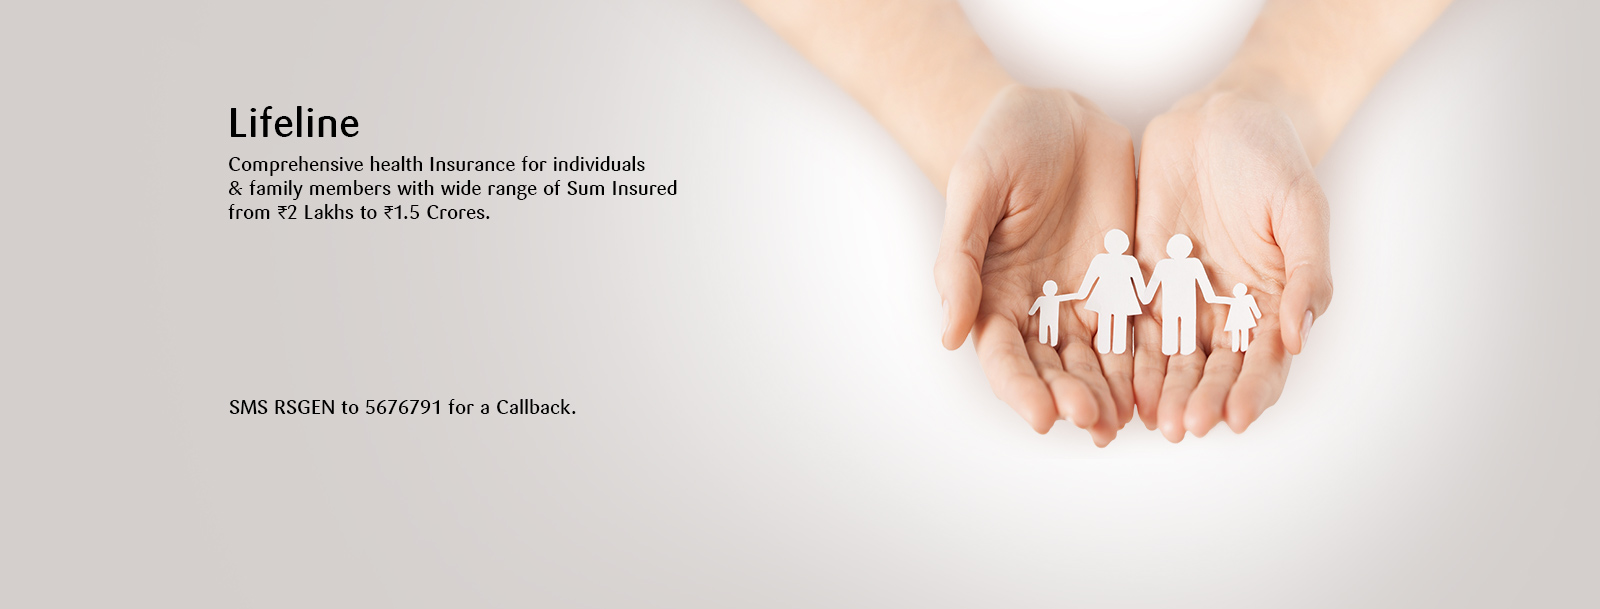 Lifeline
Comprehensive health Insurance for individuals
& family members with wide range of Sum Insured
from ₹2 Lakhs to ₹1.5 Crores.
SMS RSGEN to 5676791 for a Callback.